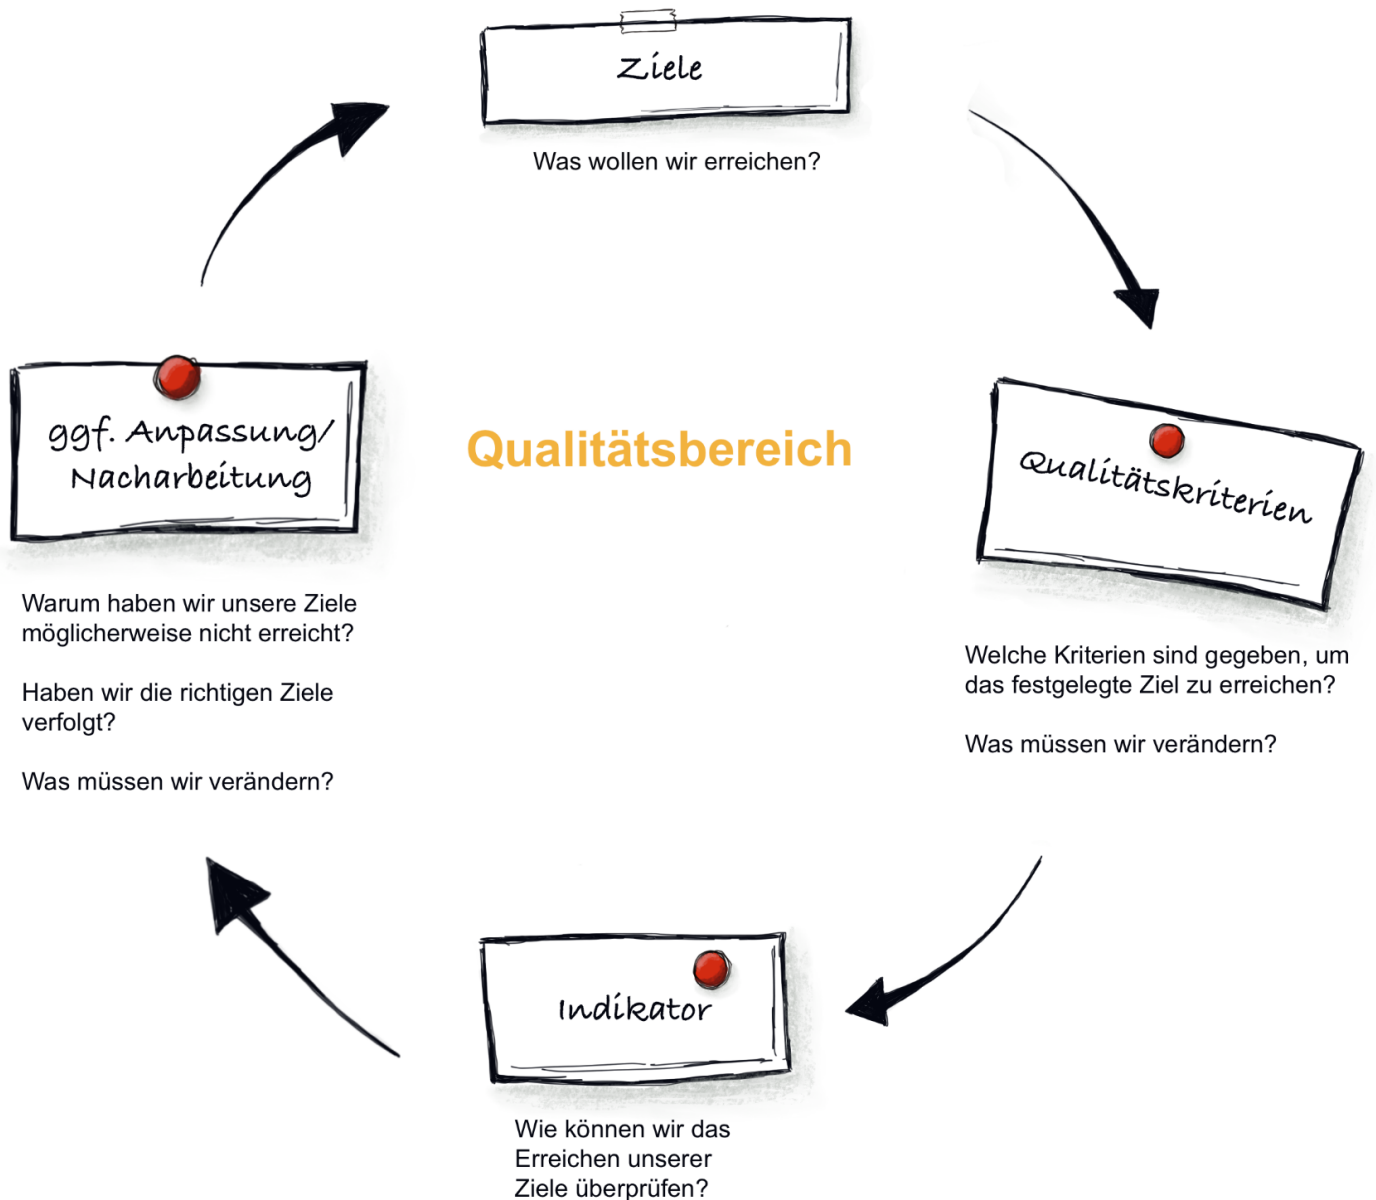 Ziele
Was wollen wir erreichen?
Qualitätsbereich
Qualitätskriterien
Welche Kriterien sind gegeben, um
das festgelegte Ziel zu erreichen?
Was müssen wir verändern?
Indikator
Wie können wir das
Erreichen unserer
Ziele überprüfen?
ggf. Anpassung/
Nacharbeitung
Warum haben wir unsere Ziele
möglicherweise nicht erreicht?
Haben wir die richtigen Ziele
verfolgt?
Was müssen wir verändern?